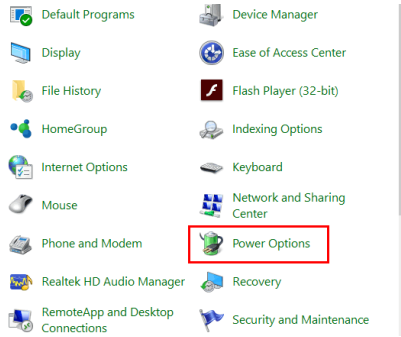 Default Programs
Device Manager
Display
Ease of Access Center
File History
Flash Player (32-bit)
HomeGroup
Indexing Options
Internet Options
Keyboard
Mouse
Network and Sharing
Center
Phone and Modem
Power Options
Realtek HD Audio Manager
Recovery
RemoteApp and Desktop
Connections
Security and Maintenance